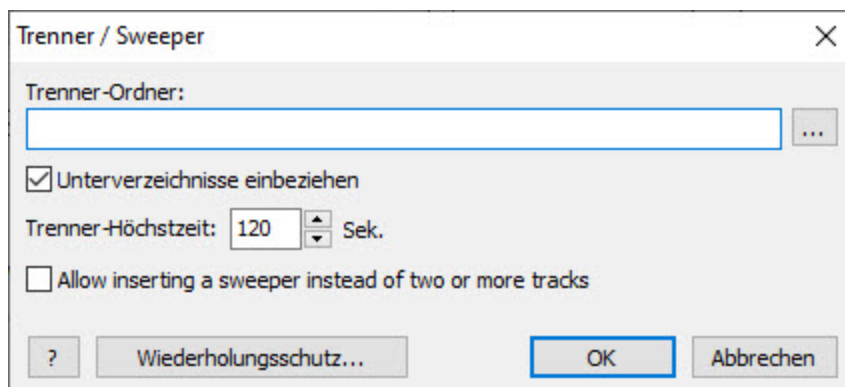 Trenner / Sweeper
Trenner-Ordner:
...
Unterverzeichnisse einbeziehen
Trenner-Höchstzeit: 120 Sek.
Allow inserting a sweeper instead of two or more tracks
? Wiederholungsschutz... OK Abbrechen